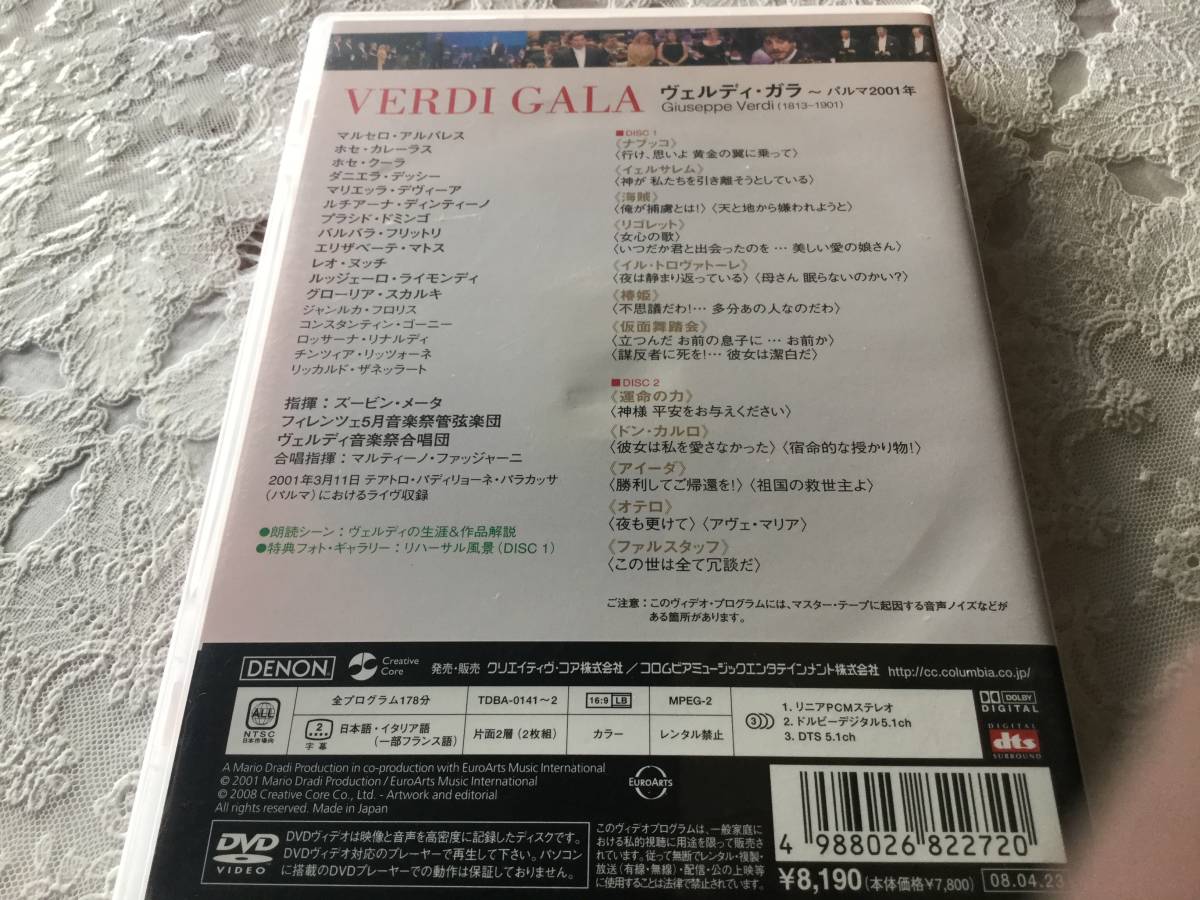 VERDI GALA
ヴェルディ・ガラ ～ パルマ2001年
Giuseppe Verdi (1813-1901)
マルセロ・アルバレス
ホセ・カレーラス
ホセ・クーラ
ダニエラ・デッシー
マリエッラ・デヴィーア
ルチアーナ・ディンティーノ
プラシド・ドミンゴ
バルバラ・フリットリ
エリザベーテ・マトス
レオ・ヌッチ
ルッジェーロ・ライモンディ
グローリア・スカルキ
ジャンルカ・フロリス
コンスタンティン・ゴーニー
ロッサーナ・リナルディ
チンツィア・リッツォーネ
リッカルド・ザネッラート
指揮：ズービン・メータ
フィレンツェ5月音楽祭管弦楽団
ヴェルディ音楽祭合唱団
合唱指揮：マルティーノ・ファッジャーニ
2001年3月11日 テアトロ・パディリョーネ・パラカッサ
(パルマ)におけるライヴ収録
●朗読シーン：ヴェルディの生涯&作品解説
●特典フォト・ギャラリー：リハーサル風景(DISC 1)
■DISC 1
《ナブッコ》
〈行け、思いよ 黄金の翼に乗って〉
《イェルサレム》
〈神が 私たちを引き離そうとしている〉
《海賊》
〈俺が捕虜とは!〉〈天と地から嫌われようと〉
《リゴレット》
〈女心の歌〉
〈いつだか君と出会ったのを … 美しい愛の娘さん〉
《イル・トロヴァトーレ》
〈夜は静まり返っている〉〈母さん 眠らないのかい?〉
《椿姫》
〈不思議だわ!… 多分あの人なのだわ〉
《仮面舞踏会》
〈立つんだ お前の息子に … お前か〉
〈謀反者に死を!… 彼女は潔白だ〉
■DISC 2
《運命の力》
〈神様 平安をお与えください〉
《ドン・カルロ》
〈彼女は私を愛さなかった〉〈宿命的な授かり物!〉
《アイーダ》
〈勝利してご帰還を!〉〈祖国の救世主よ〉
《オテロ》
〈夜も更けて〉〈アヴェ・マリア〉
《ファルスタッフ》
〈この世は全て冗談だ〉
ご注意：このヴィデオ・プログラムには、マスター・テープに起因する音声ノイズなどが
ある箇所があります。
DENON
Creative
Core
発売・販売 クリエイティヴ・コア株式会社／コロムビアミュージックエンタテインメント株式会社 http://cc.columbia.co.jp/
ALL
NTSC
日本市場向
全プログラム178分
TDBA-0141～2
16:9 LB
MPEG-2
2
字幕
日本語・イタリア語
(一部フランス語)
片面2層(2枚組)
カラー
レンタル禁止
3
1. リニアPCMステレオ
2. ドルビーデジタル5.1ch
3. DTS 5.1ch
DOLBY
DIGITAL
DIGITAL
dts
SURROUND
A Mario Dradi Production in co-production with EuroArts Music International
© 2001 Mario Dradi Production / EuroArts Music International
© 2008 Creative Core Co., Ltd. - Artwork and editorial
All rights reserved. Made in Japan
EUROARTS
DVD
VIDEO
DVDヴィデオは映像と音声を高密度に記録したディスクです。
DVDヴィデオ対応のプレーヤーで再生して下さい。パソコン
に搭載のDVDプレーヤーでの動作は保証しておりません。
このヴィデオプログラムは、一般家庭に
おける私的視聴に用途を限って販売さ
れています。従って無断でレンタル・複製・
放送(有線・無線)・配信・公の上映等
に使用することは法律で禁止されています。
4 988026 822720
¥8,190(本体価格¥7,800)
08.04.23